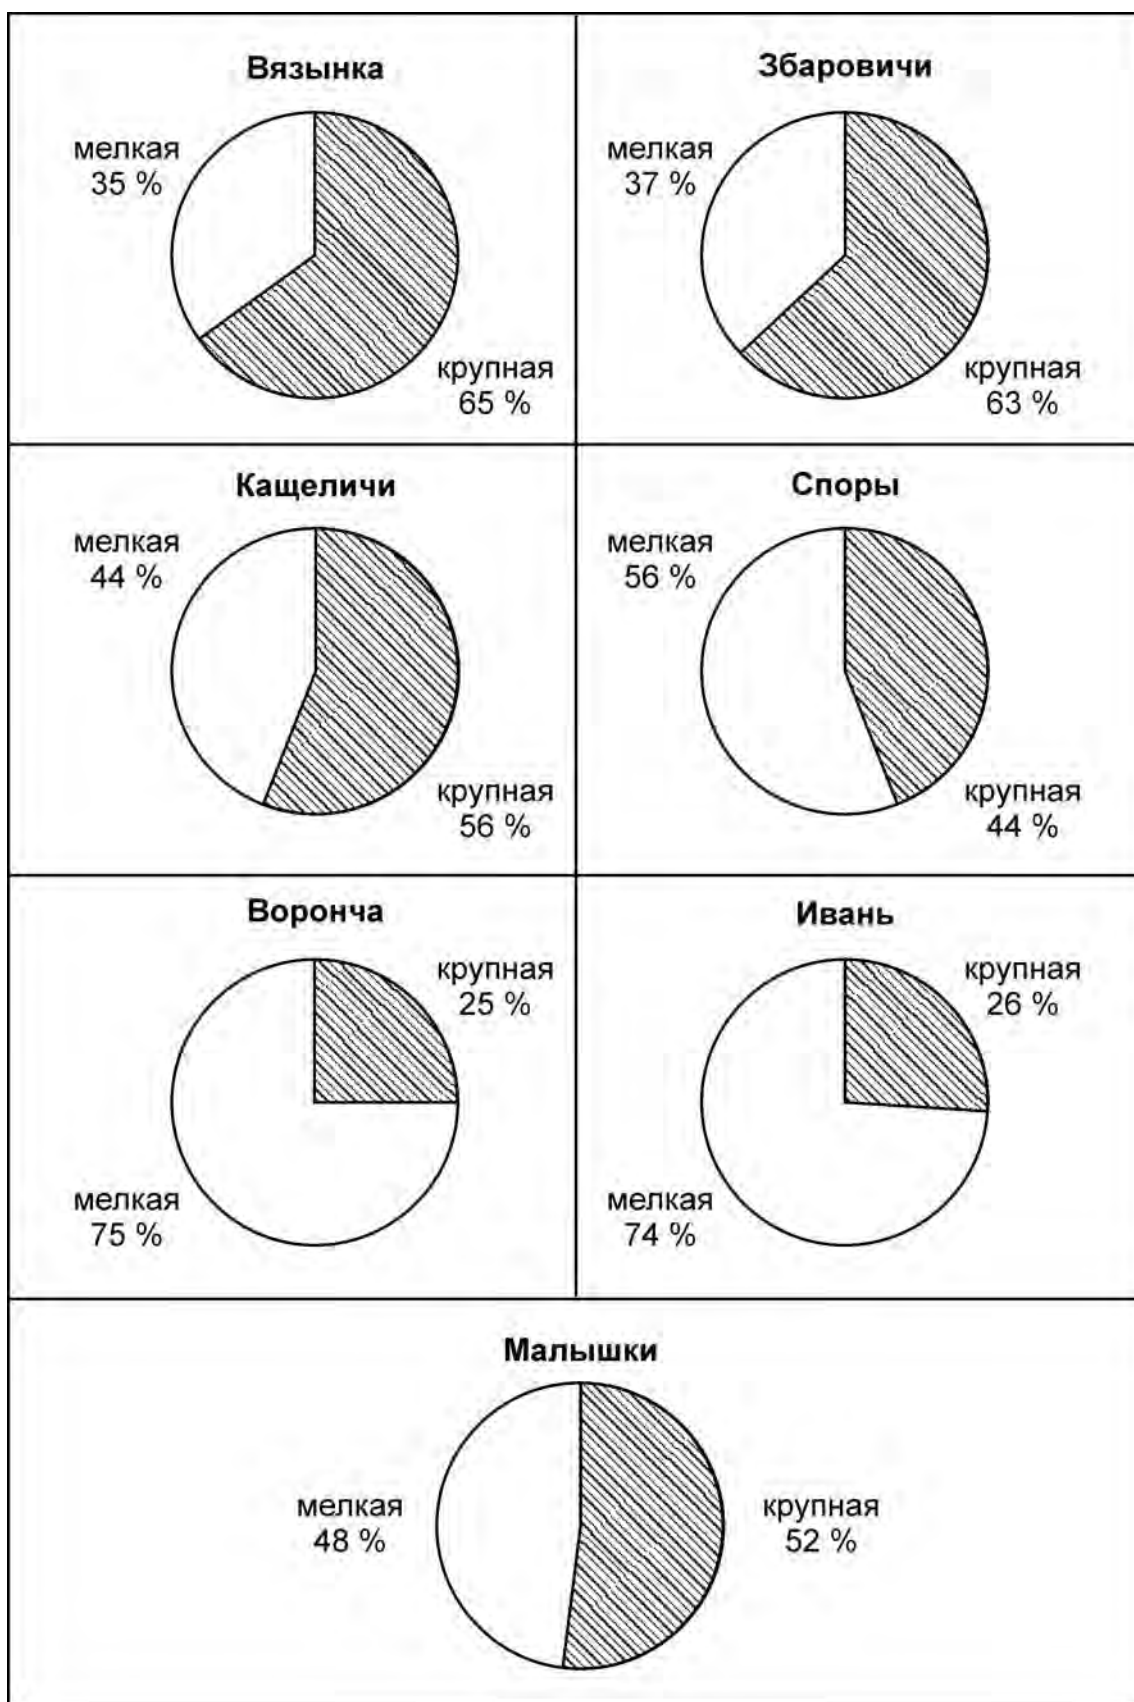 Вязынка
мелкая
35 %
крупная
65 %
Збаровичи
мелкая
37 %
крупная
63 %
Кащеличи
мелкая
44 %
крупная
56 %
Споры
мелкая
56 %
крупная
44 %
Воронча
крупная
25 %
мелкая
75 %
Ивань
крупная
26 %
мелкая
74 %
Малышки
мелкая
48 %
крупная
52 %